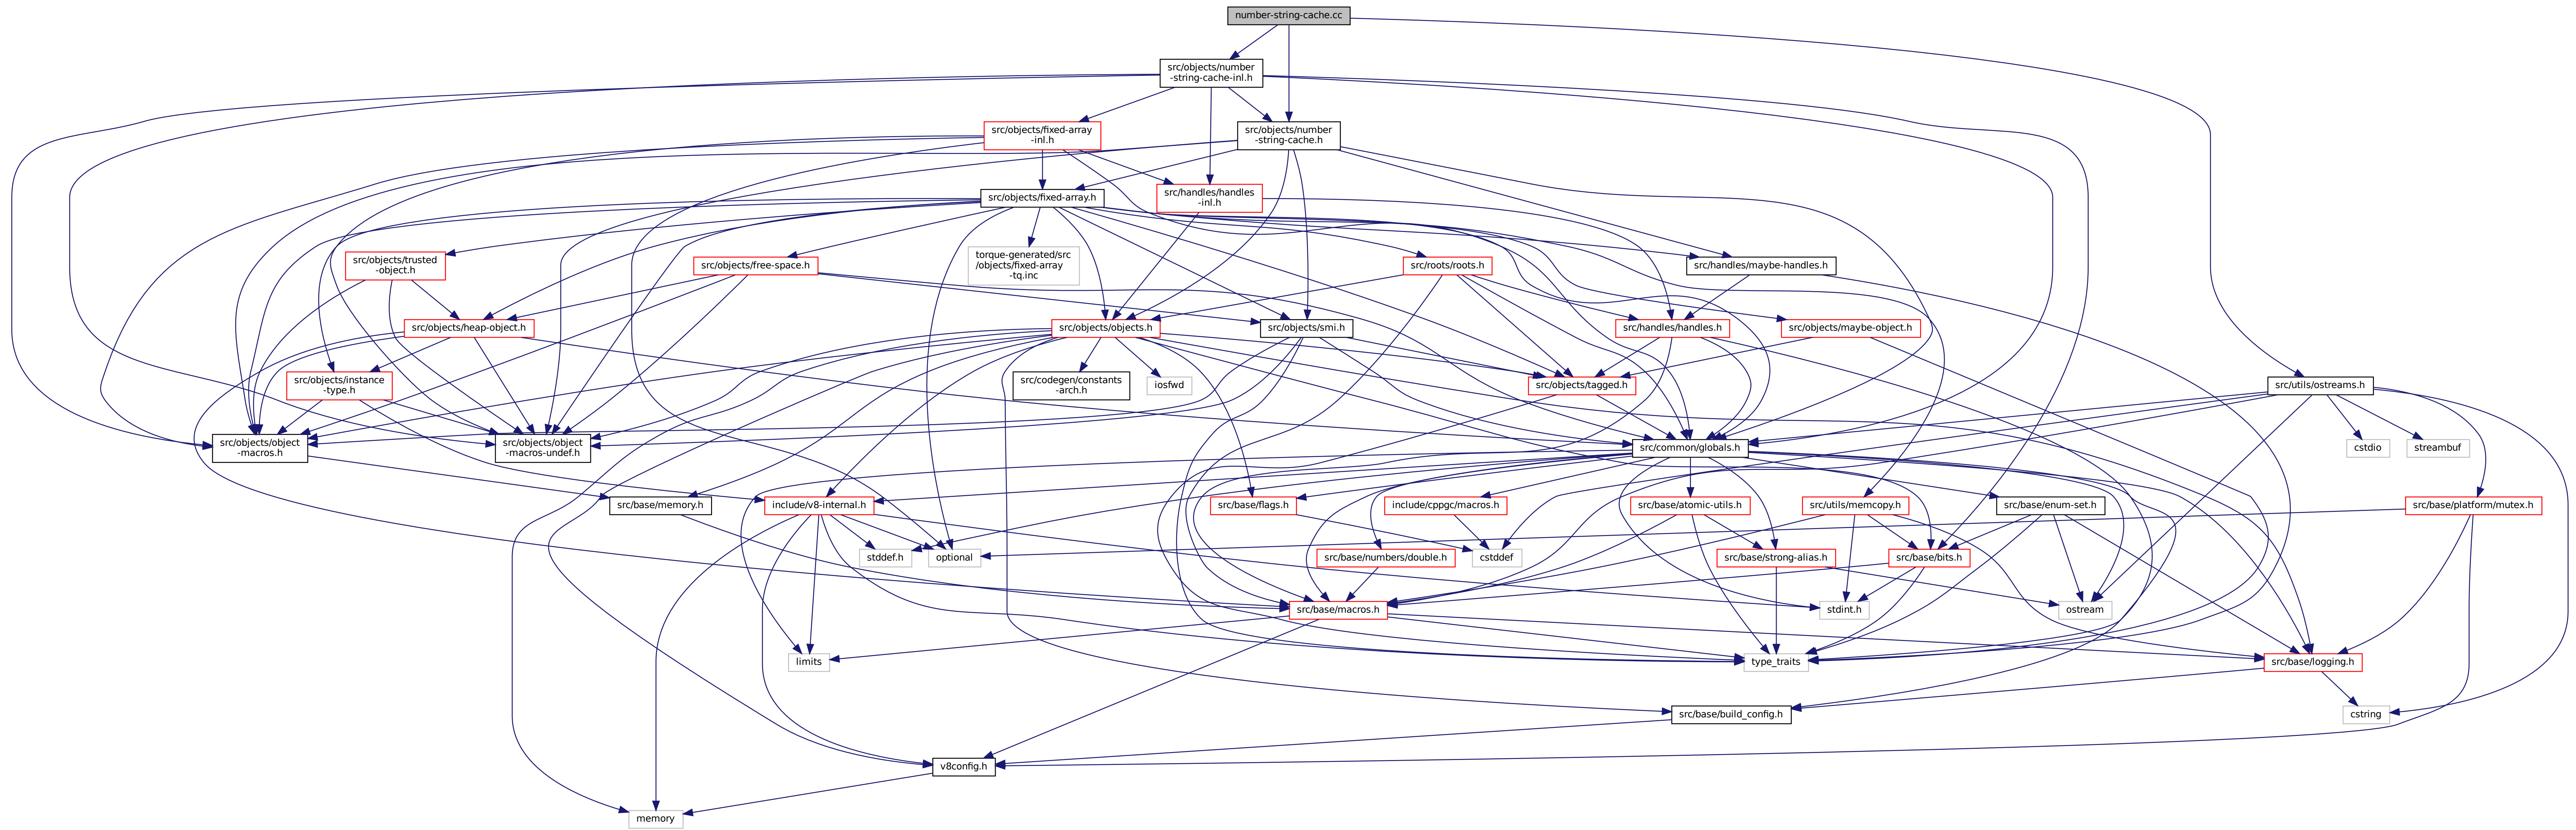 number-string-cache.cc
src/objects/number
-string-cache-inl.h
src/objects/fixed-array
-inl.h
src/objects/number
-string-cache.h
src/objects/fixed-array.h
src/handles/handles
-inl.h
src/objects/trusted
-object.h
src/objects/free-space.h
torque-generated/src
/objects/fixed-array
-tq.inc
src/roots/roots.h
src/handles/maybe-handles.h
src/objects/heap-object.h
src/objects/objects.h
src/objects/smi.h
src/handles/handles.h
src/objects/maybe-object.h
src/objects/instance
-type.h
src/codegen/constants
-arch.h
iosfwd
src/objects/tagged.h
src/utils/ostreams.h
src/objects/object
-macros.h
src/objects/object
-macros-undef.h
src/common/globals.h
cstdio
streambuf
src/base/memory.h
include/v8-internal.h
src/base/flags.h
include/cppgc/macros.h
src/base/atomic-utils.h
src/utils/memcopy.h
src/base/enum-set.h
src/base/platform/mutex.h
stddef.h
optional
src/base/numbers/double.h
cstddef
src/base/strong-alias.h
src/base/bits.h
src/base/macros.h
stdint.h
ostream
limits
type_traits
src/base/logging.h
src/base/build_config.h
cstring
v8config.h
memory